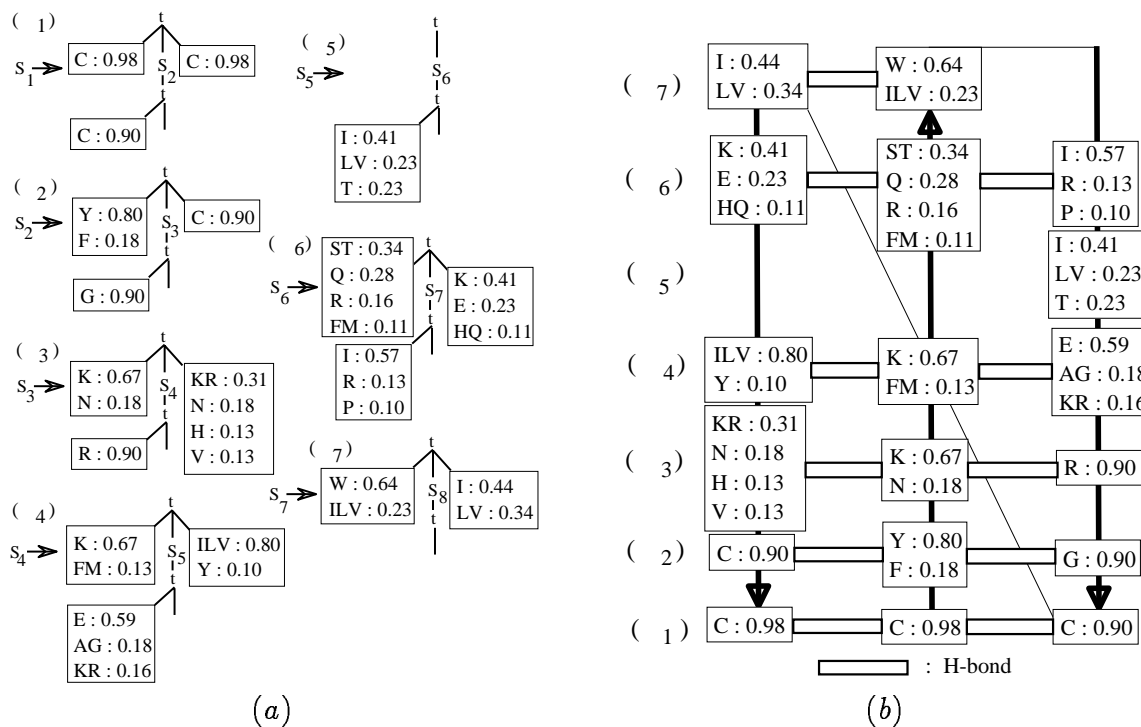 ( 1)
t
C : 0.98
C : 0.98
S1
S2
t
C : 0.90
( 2)
t
Y : 0.80
F : 0.18
C : 0.90
S2
S3
t
G : 0.90
( 3)
t
K : 0.67
N : 0.18
KR : 0.31
N : 0.18
H : 0.13
V : 0.13
S3
S4
t
R : 0.90
( 4)
t
K : 0.67
FM : 0.13
ILV : 0.80
Y : 0.10
S4
S5
t
E : 0.59
AG : 0.18
KR : 0.16
( 5)
t
S5
S6
t
I : 0.41
LV : 0.23
T : 0.23
( 6)
t
ST : 0.34
Q : 0.28
R : 0.16
FM : 0.11
K : 0.41
E : 0.23
HQ : 0.11
S6
S7
t
I : 0.57
R : 0.13
P : 0.10
( 7)
t
W : 0.64
ILV : 0.23
I : 0.44
LV : 0.34
S7
S8
t
(a)
( 7)
I : 0.44
LV : 0.34
W : 0.64
ILV : 0.23
( 6)
K : 0.41
E : 0.23
HQ : 0.11
ST : 0.34
Q : 0.28
R : 0.16
FM : 0.11
I : 0.57
R : 0.13
P : 0.10
( 5)
I : 0.41
LV : 0.23
T : 0.23
( 4)
ILV : 0.80
Y : 0.10
K : 0.67
FM : 0.13
E : 0.59
AG : 0.18
KR : 0.16
( 3)
KR : 0.31
N : 0.18
H : 0.13
V : 0.13
K : 0.67
N : 0.18
R : 0.90
( 2)
C : 0.90
Y : 0.80
F : 0.18
G : 0.90
( 1)
C : 0.98
C : 0.98
C : 0.90
: H-bond
(b)